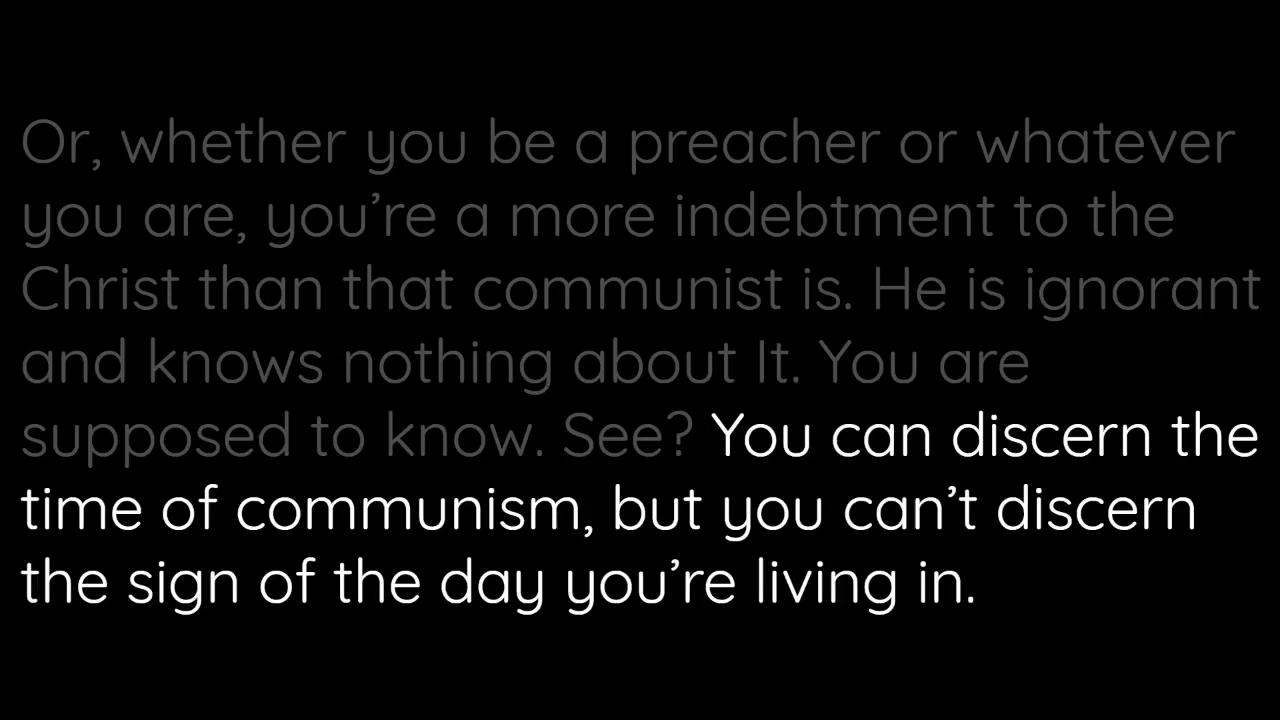 Or, whether you be a preacher or whatever
you are, you’re a more indebtment to the
Christ than that communist is. He is ignorant
and knows nothing about It. You are
supposed to know. See? You can discern the
time of communism, but you can’t discern
the sign of the day you’re living in.